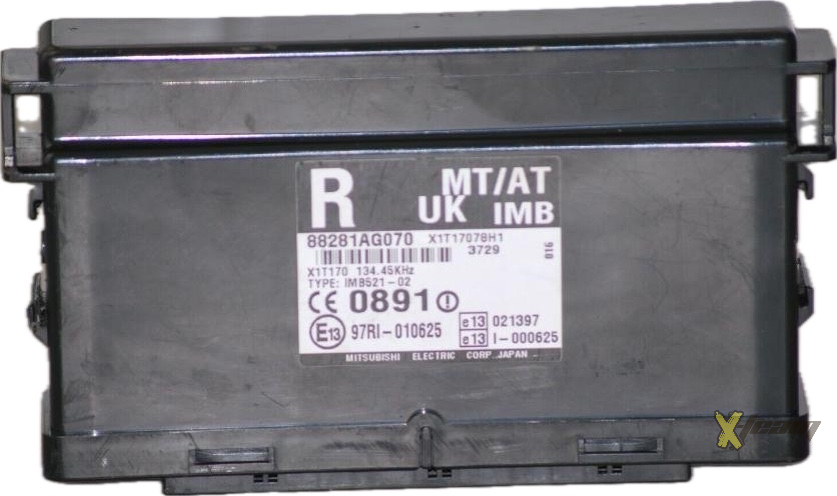 R MT/AT
UK IMB
88281AG070 X1T17078H1
3729 016
X1T170 134.45KHz
TYPE: IMB521-02
CE 0891
E13 97RI-010625 e13 021397
e13 I-000625
MITSUBISHI ELECTRIC CORP. JAPAN
X-Team